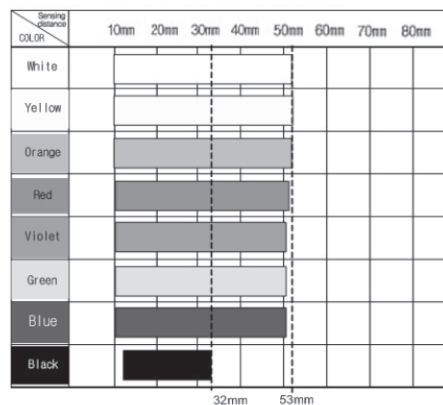 Sensing
distance
COLOR
10mm 20mm 30mm 40mm 50mm 60mm 70mm 80mm
White
Yellow
Orange
Red
Violet
Green
Blue
Black
32mm 53mm